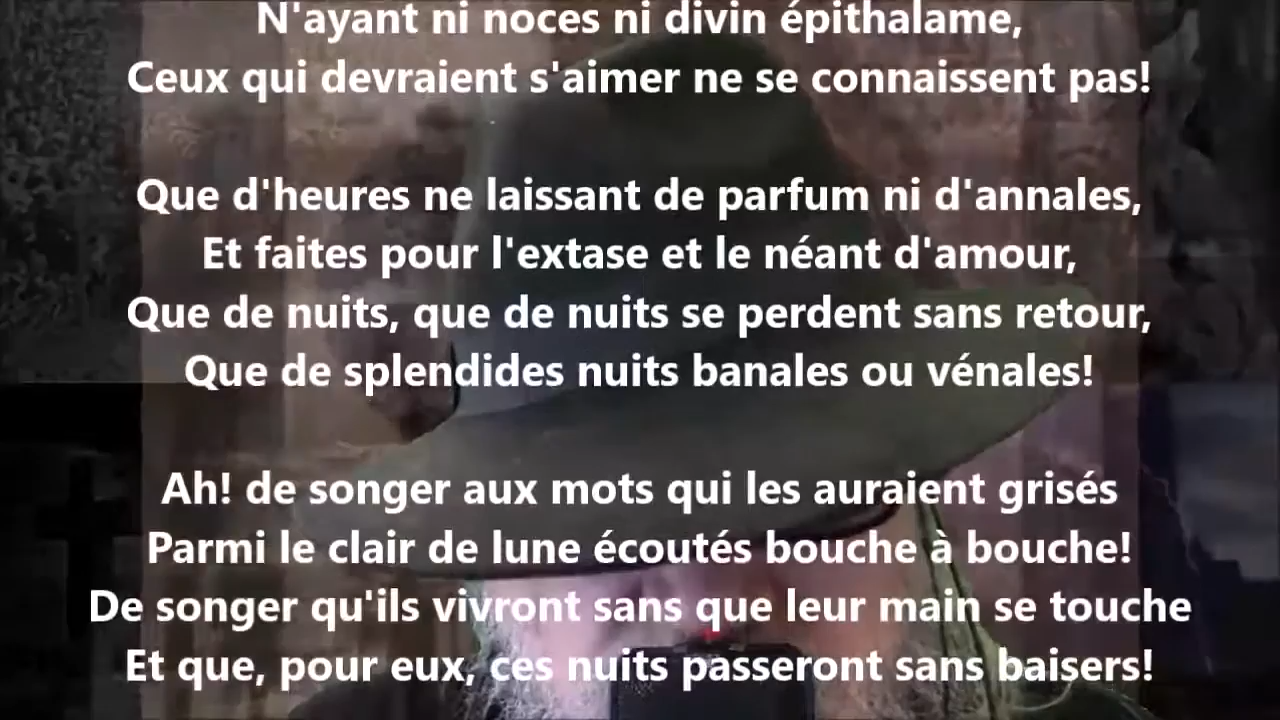 N'ayant ni noces ni divin épithalame,
Ceux qui devraient s'aimer ne se connaissent pas!
Que d'heures ne laissant de parfum ni d'annales,
Et faites pour l'extase et le néant d'amour,
Que de nuits, que de nuits se perdent sans retour,
Que de splendides nuits banales ou vénales!
Ah! de songer aux mots qui les auraient grisés
Parmi le clair de lune écoutés bouche à bouche!
De songer qu'ils vivront sans que leur main se touche
Et que, pour eux, ces nuits passeront sans baisers!